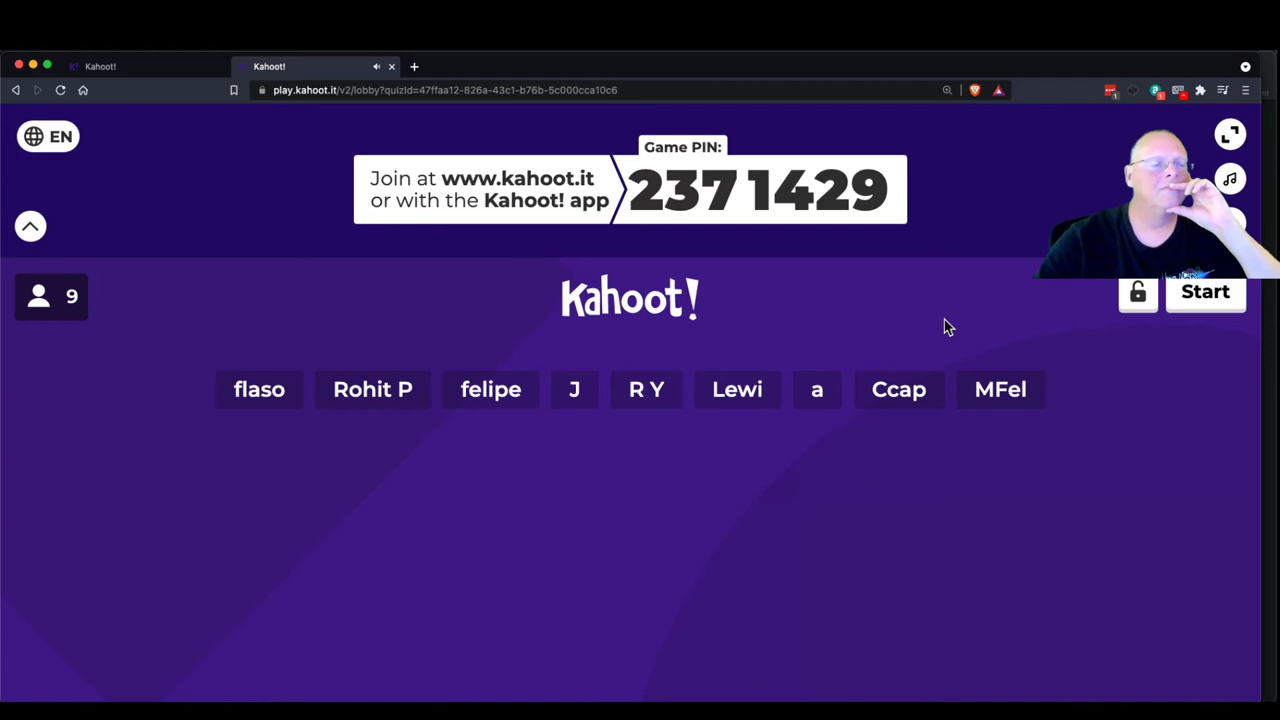 Kahoot!
Kahoot!
play.kahoot.it/v2/lobby?quizId=47ffaa12-826a-43c1-b76b-5c000cca10c6
EN
Game PIN:
Join at www.kahoot.it
or with the Kahoot! app
237 1429
9
Kahoot!
Start
flaso Rohit P felipe J R Y Lewi a Ccap MFel